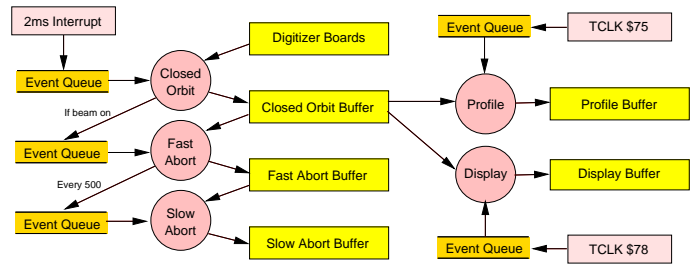 2ms Interrupt
Event Queue
TCLK $75
Digitizer Boards
Event Queue
Closed
Orbit
If beam on
Closed Orbit Buffer
Profile
Profile Buffer
Event Queue
Fast
Abort
Every 500
Fast Abort Buffer
Display
Display Buffer
Event Queue
Slow
Abort
Slow Abort Buffer
Event Queue
TCLK $78